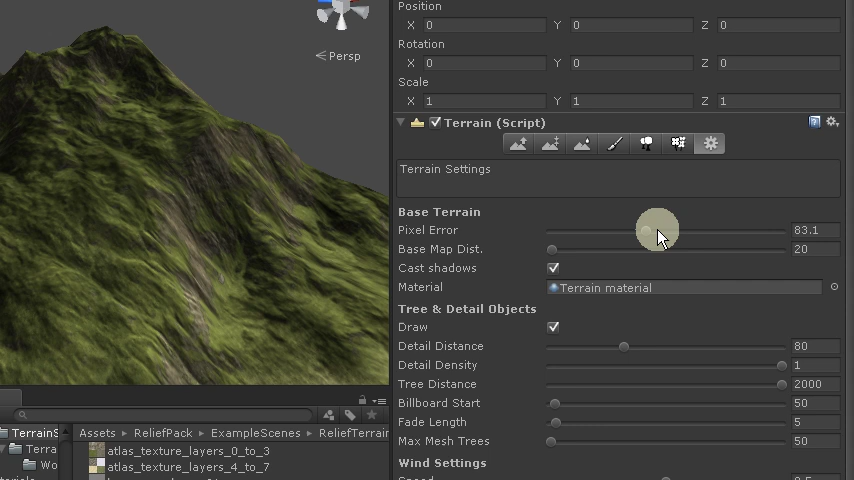 Position
X 0 Y 0 Z 0
Rotation
X 0 Y 0 Z 0
Persp
Scale
X 1 Y 1 Z 1
Terrain (Script)
Terrain Settings
Base Terrain
Pixel Error 83.1
Base Map Dist. 20
Cast shadows
Material Terrain material
Tree & Detail Objects
Draw
Detail Distance 80
Detail Density 1
Tree Distance 2000
Billboard Start 50
Fade Length 5
Max Mesh Trees 50
Wind Settings
TerrainS
Terra
Wo
Assets ReliefPack ExampleScenes ReliefTerrain
atlas_texture_layers_0_to_3
atlas_texture_layers_4_to_7